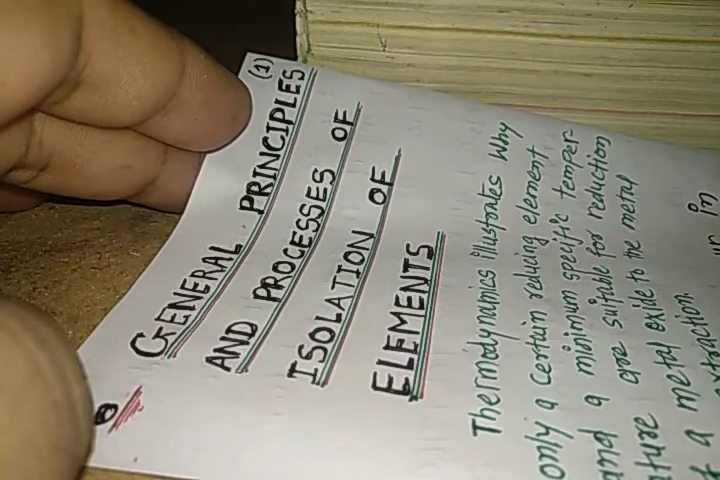 (1)
GENERAL PRINCIPLES
AND PROCESSES OF
ISOLATION OF
ELEMENTS
Thermodynamics illustrates Why
only a certain reducing element
and a minimum specific temper-
ature are suitable for reduction
of a metal oxide to the metal
in extraction.